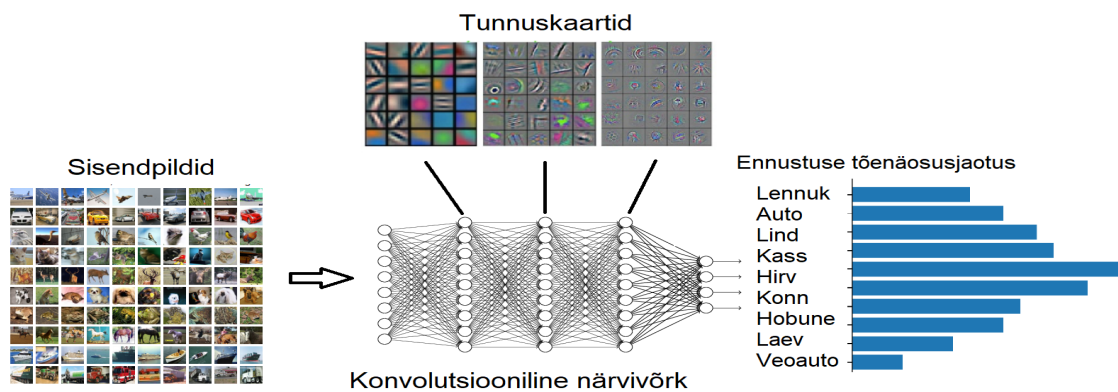 Tunnuskaartid
Sisendpildid
Ennustuse tõenäosusjaotus
Lennuk
Auto
Lind
Kass
Hirv
Konn
Hobune
Laev
Veoauto
Konvolutsiooniline närvivõrk